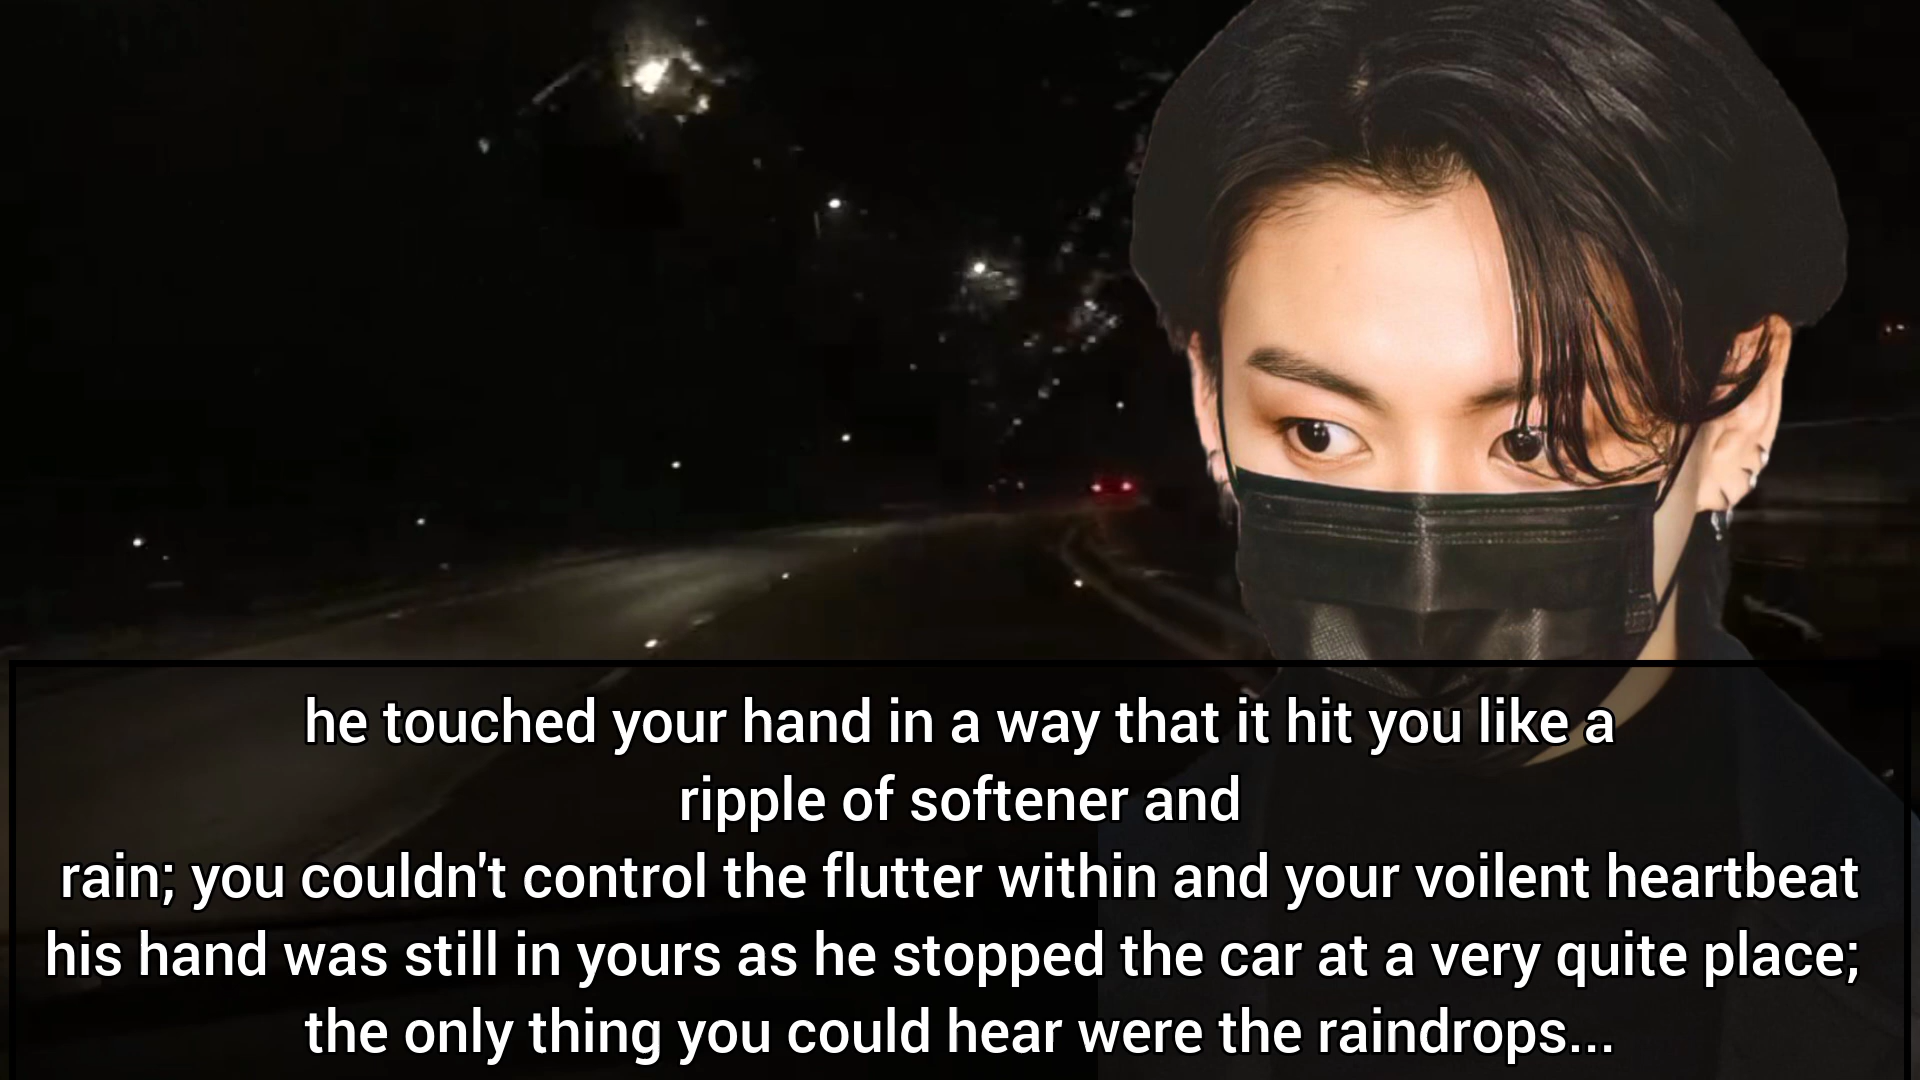 he touched your hand in a way that it hit you like a
ripple of softener and
rain; you couldn't control the flutter within and your voilent heartbeat
his hand was still in yours as he stopped the car at a very quite place;
the only thing you could hear were the raindrops...